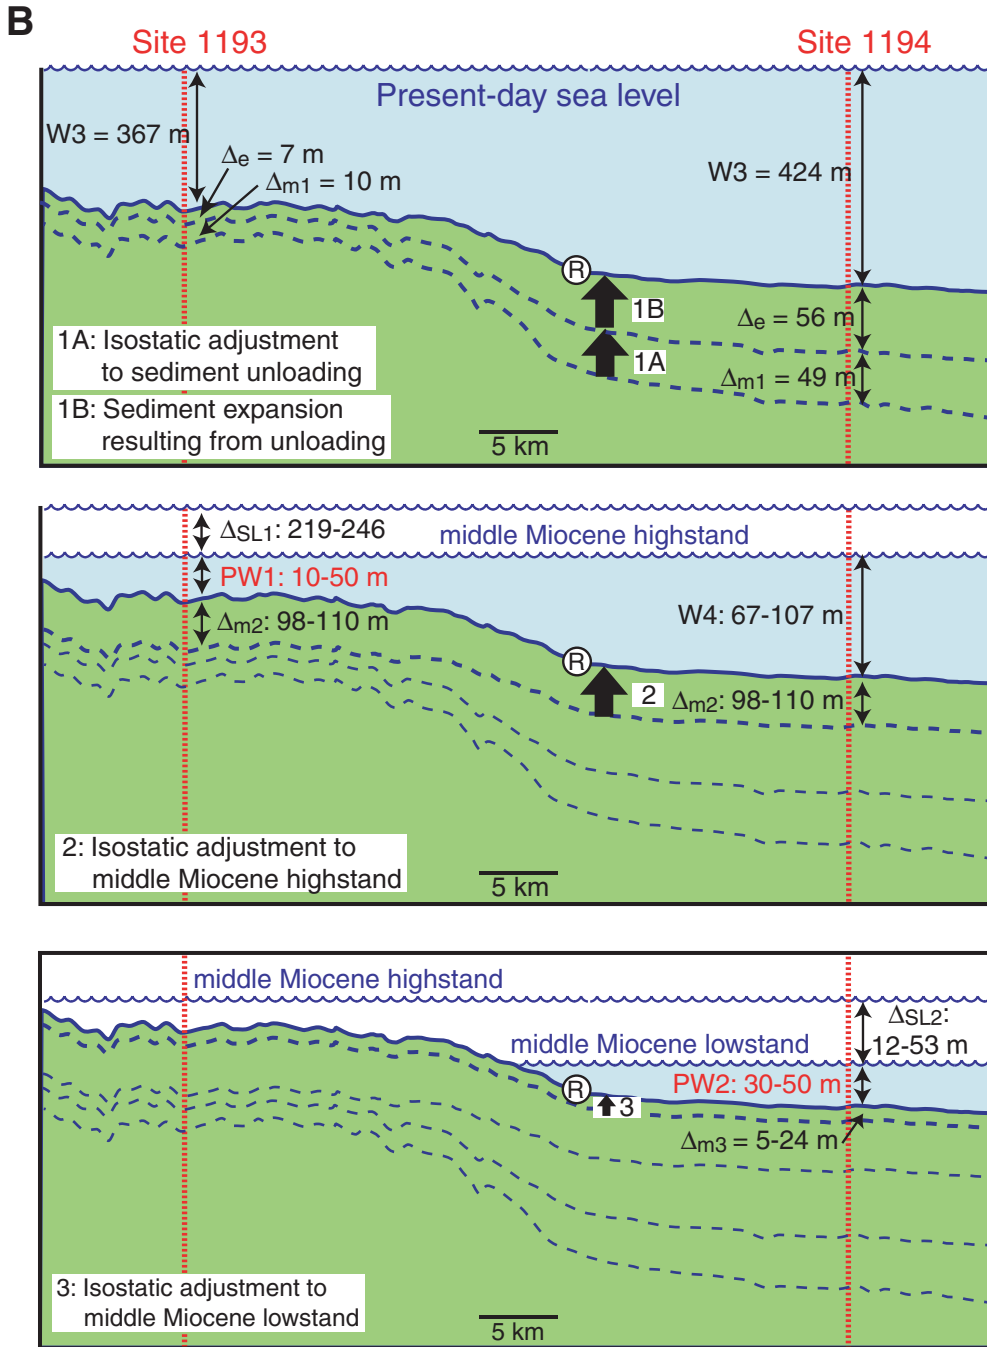 B
Site 1193
Site 1194
Present-day sea level
W3 = 367 m
Δe = 7 m
Δm1 = 10 m
W3 = 424 m
R
1B
1A
Δe = 56 m
Δm1 = 49 m
1A: Isostatic adjustment
to sediment unloading
1B: Sediment expansion
resulting from unloading
5 km
ΔSL1: 219-246
middle Miocene highstand
PW1: 10-50 m
Δm2: 98-110 m
W4: 67-107 m
R
2
Δm2: 98-110 m
2: Isostatic adjustment to
middle Miocene highstand
5 km
middle Miocene highstand
ΔSL2:
12-53 m
middle Miocene lowstand
PW2: 30-50 m
R
3
Δm3 = 5-24 m
3: Isostatic adjustment to
middle Miocene lowstand
5 km